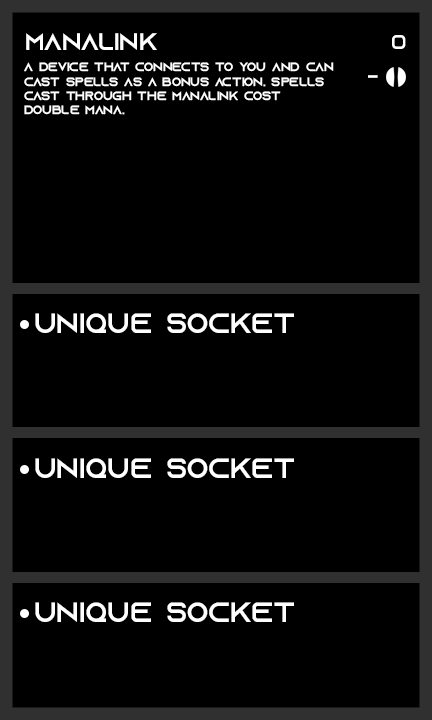 MANALINK
0
A DEVICE THAT CONNECTS TO YOU AND CAN
CAST SPELLS AS A BONUS ACTION. SPELLS
CAST THROUGH THE MANALINK COST
DOUBLE MANA.
-
•UNIQUE SOCKET
•UNIQUE SOCKET
•UNIQUE SOCKET